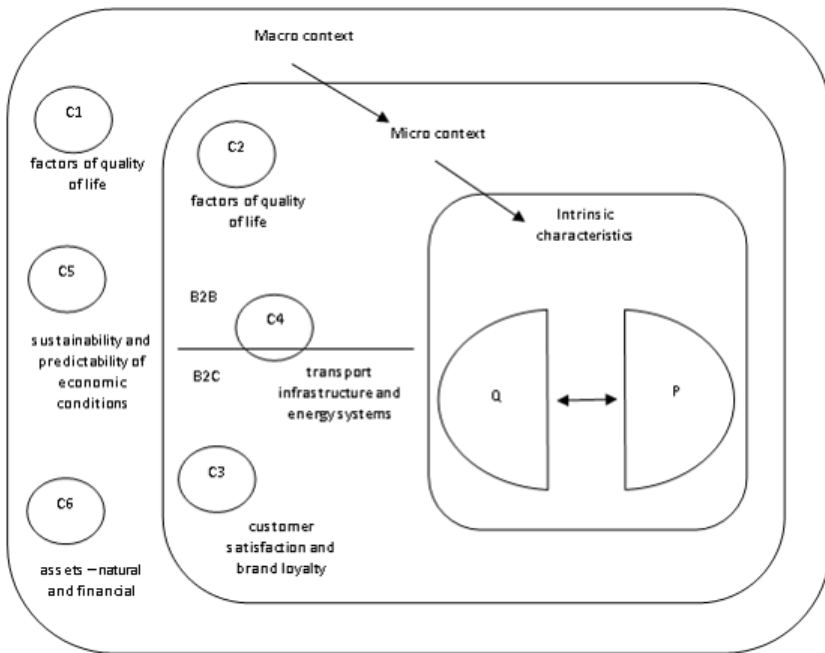 Macro context
C1
factors of quality
of life
C5
sustainability and
predictability of
economic
conditions
C6
assets – natural
and financial
Micro context
C2
factors of quality
of life
B2B
C4
B2C
transport
infrastructure and
energy systems
C3
customer
satisfaction and
brand loyalty
Intrinsic
characteristics
Q
P